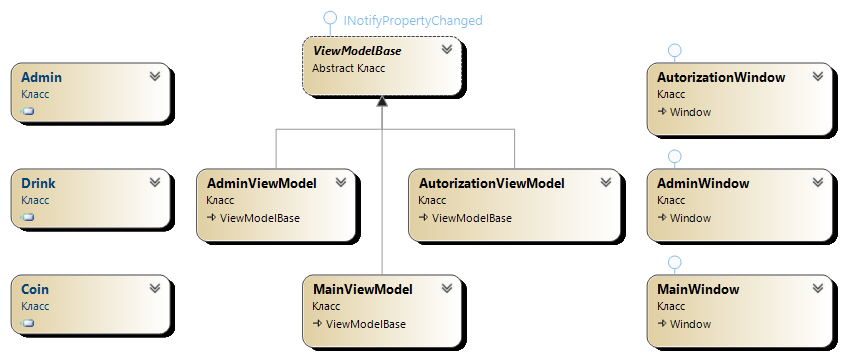 INotifyPropertyChanged
ViewModelBase
Abstract Класс
Admin
Класс
AutorizationWindow
Класс
Window
Drink
Класс
AdminViewModel
Класс
ViewModelBase
AutorizationViewModel
Класс
ViewModelBase
AdminWindow
Класс
Window
Coin
Класс
MainViewModel
Класс
ViewModelBase
MainWindow
Класс
Window